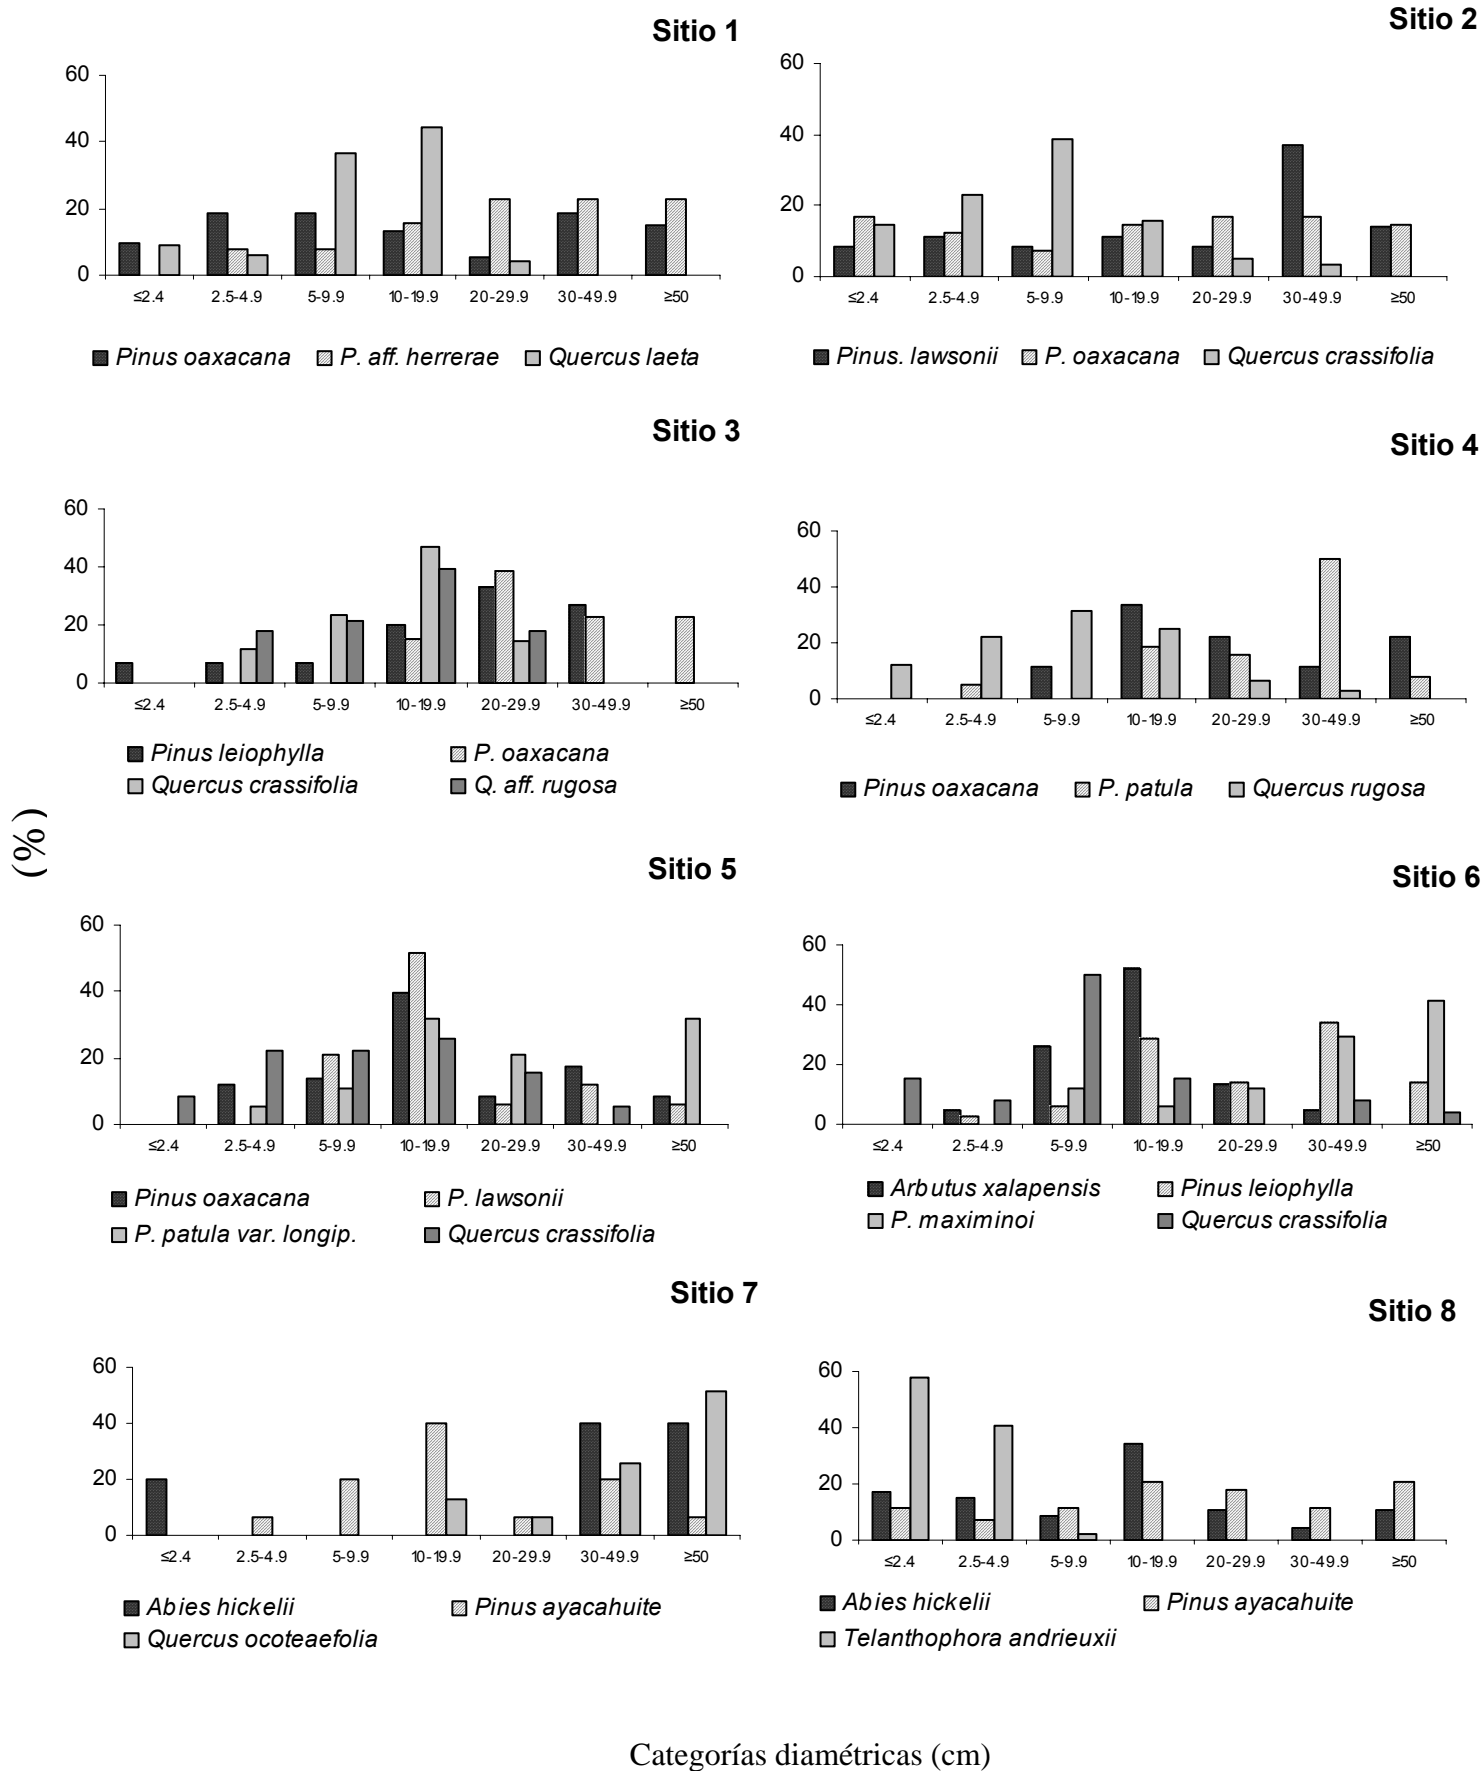 Sitio 1
60
40
20
0
≤2.4 2.5-4.9 5-9.9 10-19.9 20-29.9 30-49.9 ≥50
Pinus oaxacana P. aff. herrerae Quercus laeta
Sitio 2
60
40
20
0
≤2.4 2.5-4.9 5-9.9 10-19.9 20-29.9 30-49.9 ≥50
Pinus. lawsonii P. oaxacana Quercus crassifolia
Sitio 3
60
40
20
0
≤2.4 2.5-4.9 5-9.9 10-19.9 20-29.9 30-49.9 ≥50
Pinus leiophylla P. oaxacana
Quercus crassifolia Q. aff. rugosa
Sitio 4
60
40
20
0
≤2.4 2.5-4.9 5-9.9 10-19.9 20-29.9 30-49.9 ≥50
Pinus oaxacana P. patula Quercus rugosa
(%)
Sitio 5
60
40
20
0
≤2.4 2.5-4.9 5-9.9 10-19.9 20-29.9 30-49.9 ≥50
Pinus oaxacana P. lawsonii
P. patula var. longip. Quercus crassifolia
Sitio 6
60
40
20
0
≤2.4 2.5-4.9 5-9.9 10-19.9 20-29.9 30-49.9 ≥50
Arbutus xalapensis Pinus leiophylla
P. maximinoi Quercus crassifolia
Sitio 7
60
40
20
0
≤2.4 2.5-4.9 5-9.9 10-19.9 20-29.9 30-49.9 ≥50
Abies hickelii Pinus ayacahuite
Quercus ocoteaefolia
Sitio 8
60
40
20
0
≤2.4 2.5-4.9 5-9.9 10-19.9 20-29.9 30-49.9 ≥50
Abies hickelii Pinus ayacahuite
Telanthophora andrieuxii
Categorías diamétricas (cm)